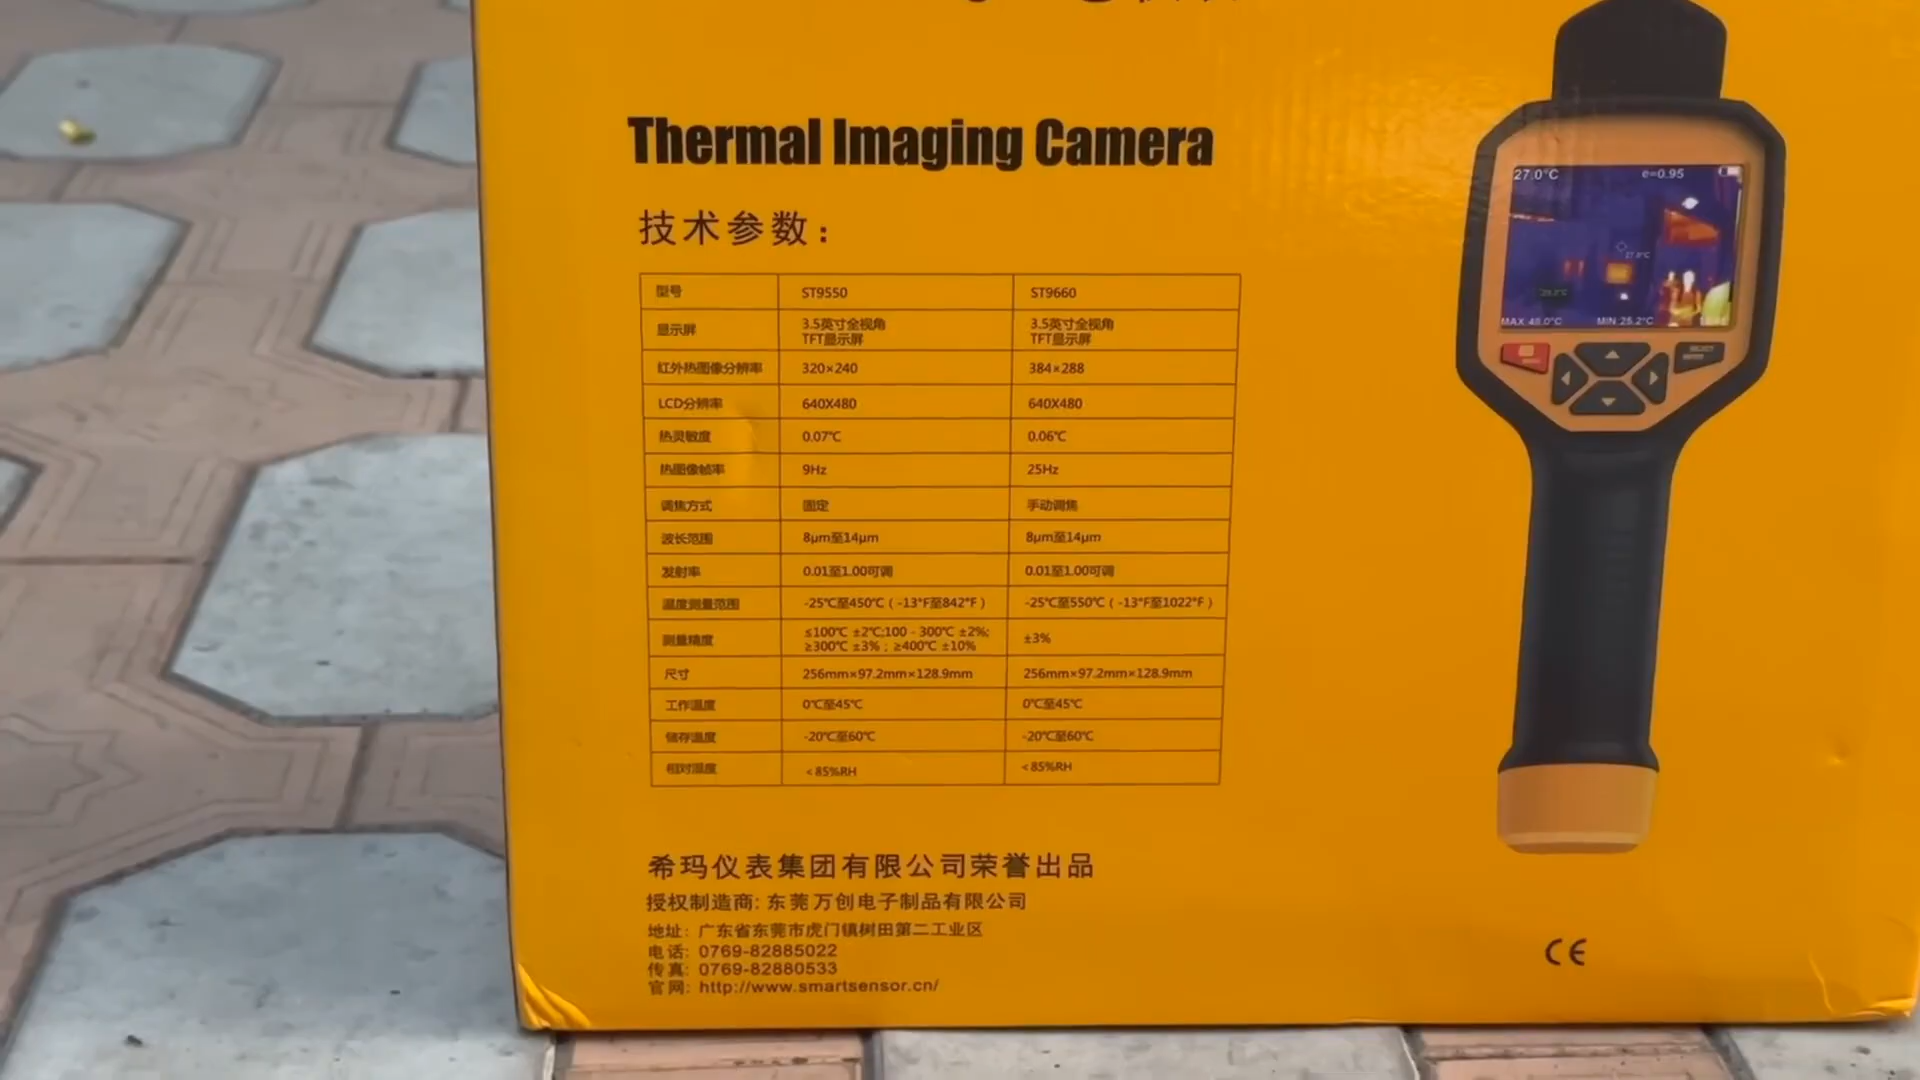 Thermal Imaging Camera
技术参数:
型号 ST9550 ST9660
显示屏 3.5英寸全视角 TFT显示屏 3.5英寸全视角 TFT显示屏
红外热图像分辨率 320×240 384×288
LCD分辨率 640X480 640X480
热灵敏度 0.07℃ 0.06℃
热图像帧率 9Hz 25Hz
调焦方式 固定 手动调焦
波长范围 8μm至14μm 8μm至14μm
发射率 0.01至1.00可调 0.01至1.00可调
温度测量范围 -25℃至450℃ ( -13°F至842°F ) -25℃至550℃ ( -13°F至1022°F )
测量精度 ≤100℃ ±2℃;100 - 300℃ ±2%; ≥300℃ ±3% ; ≥400℃ ±10% ±3%
尺寸 256mm×97.2mm×128.9mm 256mm×97.2mm×128.9mm
工作温度 0℃至45℃ 0℃至45℃
储存温度 -20℃至60℃ -20℃至60℃
相对湿度 <85%RH <85%RH
希玛仪表集团有限公司荣誉出品
授权制造商: 东莞万创电子制品有限公司
地址: 广东省东莞市虎门镇树田第二工业区
电话: 0769-82885022
传真: 0769-82880533
官网: http://www.smartsensor.cn/
27.0°C e=0.95
MAX:48.0°C MIN:25.2°C
CE